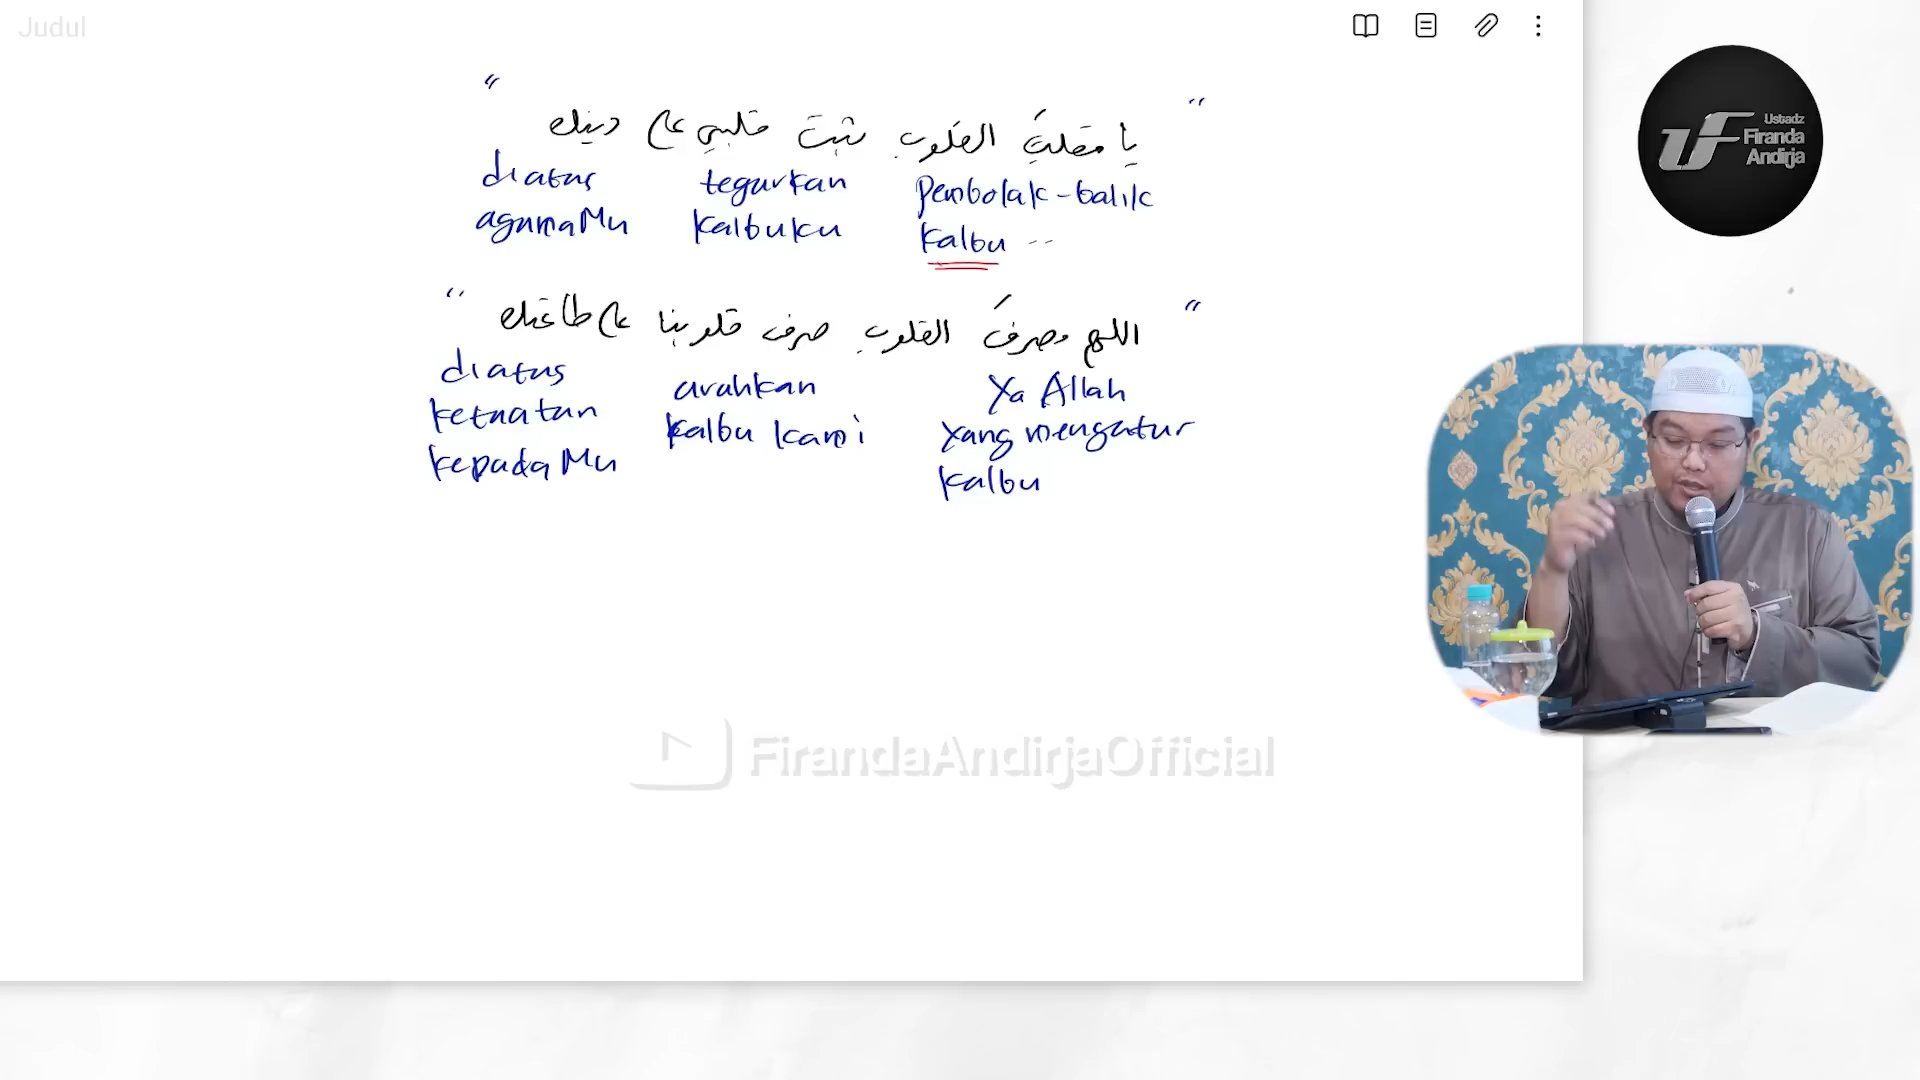 Judul
Ustadz
Firanda
Andirja
"
"
يا مقلبَ القلوب ثبت قلبي على دينك
pembolak-balik
kalbu --
teguhkan
kalbuku
diatas
agamaMu
"
"
اللهم مصرفَ القلوب صرف قلوبنا على طاعتك
Ya Allah
yang mengatur
kalbu
arahkan
kalbu kami
diatas
ketaatan
kepadaMu
FirandaAndirjaOfficial